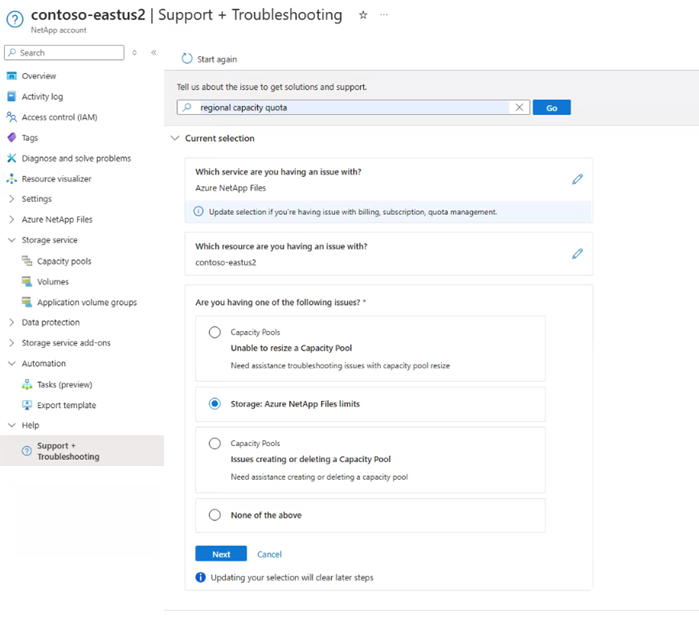 contoso-eastus2 | Support + Troubleshooting
NetApp account
Search
Overview
Activity log
Access control (IAM)
Tags
Diagnose and solve problems
Resource visualizer
Settings
Azure NetApp Files
Storage service
Capacity pools
Volumes
Application volume groups
Data protection
Storage service add-ons
Automation
Tasks (preview)
Export template
Help
Support +
Troubleshooting
Start again
Tell us about the issue to get solutions and support.
regional capacity quota
Go
Current selection
Which service are you having an issue with?
Azure NetApp Files
Update selection if you're having issue with billing, subscription, quota management.
Which resource are you having an issue with?
contoso-eastus2
Are you having one of the following issues? *
Capacity Pools
Unable to resize a Capacity Pool
Need assistance troubleshooting issues with capacity pool resize
Storage: Azure NetApp Files limits
Capacity Pools
Issues creating or deleting a Capacity Pool
Need assistance creating or deleting a capacity pool
None of the above
Next
Cancel
Updating your selection will clear later steps